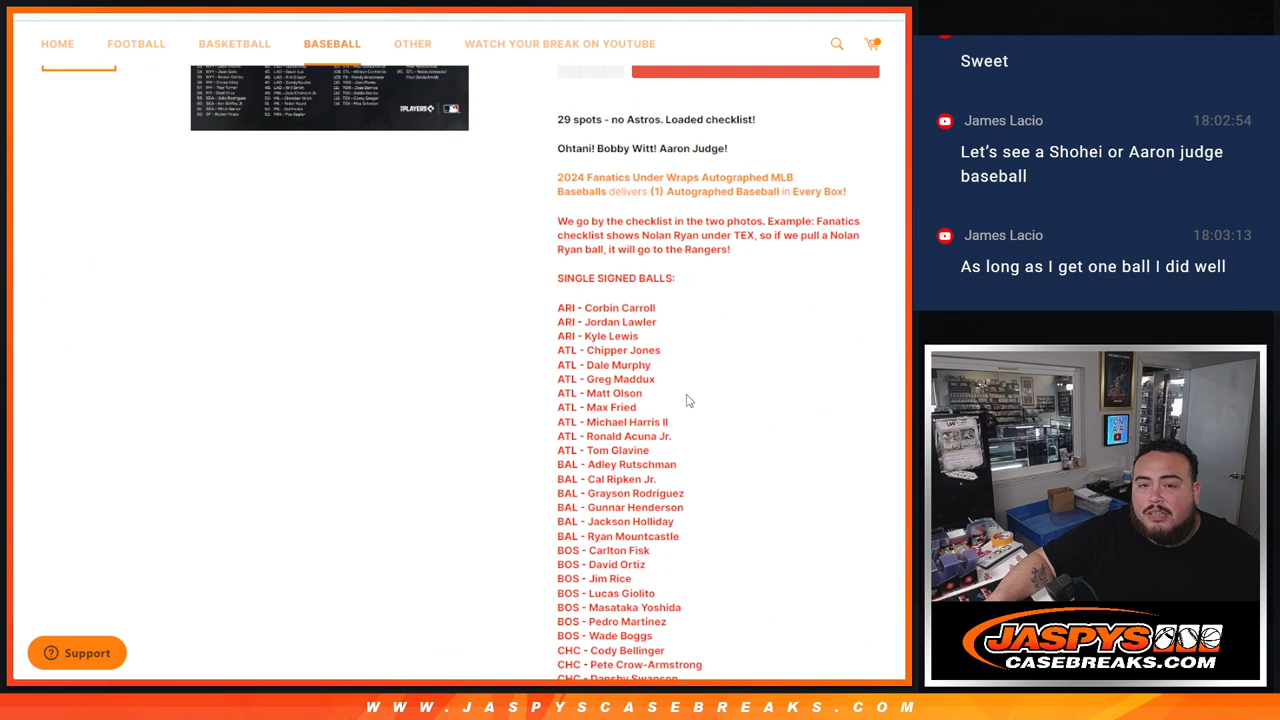 HOME FOOTBALL BASKETBALL BASEBALL OTHER WATCH YOUR BREAK ON YOUTUBE
29 spots - no Astros. Loaded checklist!
Ohtani! Bobby Witt! Aaron Judge!
2024 Fanatics Under Wraps Autographed MLB
Baseballs delivers (1) Autographed Baseball in Every Box!
We go by the checklist in the two photos. Example: Fanatics
checklist shows Nolan Ryan under TEX, so if we pull a Nolan
Ryan ball, it will go to the Rangers!
SINGLE SIGNED BALLS:
ARI - Corbin Carroll
ARI - Jordan Lawler
ARI - Kyle Lewis
ATL - Chipper Jones
ATL - Dale Murphy
ATL - Greg Maddux
ATL - Matt Olson
ATL - Max Fried
ATL - Michael Harris II
ATL - Ronald Acuna Jr.
ATL - Tom Glavine
BAL - Adley Rutschman
BAL - Cal Ripken Jr.
BAL - Grayson Rodriguez
BAL - Gunnar Henderson
BAL - Jackson Holliday
BAL - Ryan Mountcastle
BOS - Carlton Fisk
BOS - David Ortiz
BOS - Jim Rice
BOS - Lucas Giolito
BOS - Masataka Yoshida
BOS - Pedro Martinez
BOS - Wade Boggs
CHC - Cody Bellinger
CHC - Pete Crow-Armstrong
CHC - Dansby Swanson
Support
Sweet
James Lacio 18:02:54
Let's see a Shohei or Aaron judge
baseball
James Lacio 18:03:13
As long as I get one ball I did well
ON
AIR
JASPYS
CASEBREAKS.COM
WWW.JASPYSCASEBREAKS.COM